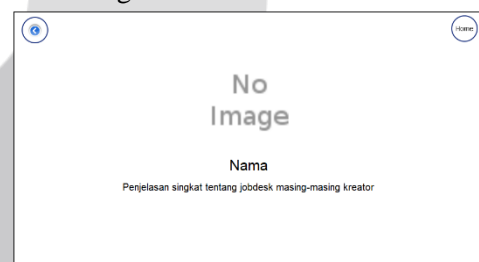 Home
No
Image
Nama
Penjelasan singkat tentang jobdesk masing-masing kreator